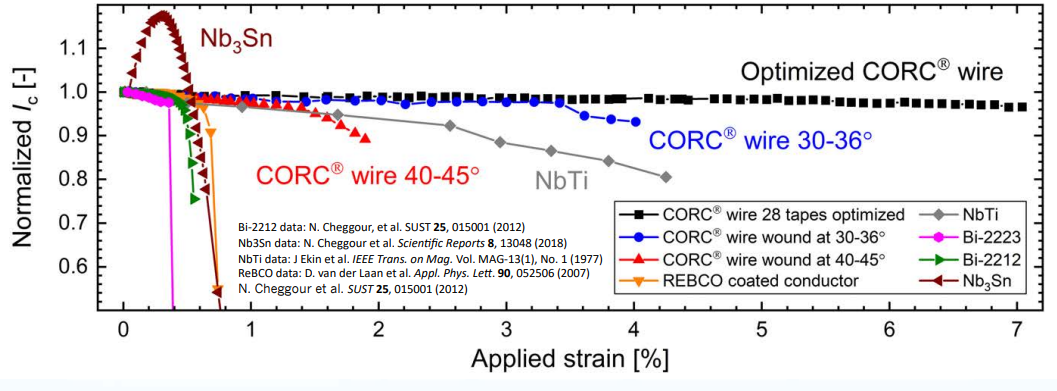 Normalized Ic [-]
1.1
1.0
0.9
0.8
0.7
0.6
Nb3Sn
Optimized CORC® wire
CORC® wire 30-36°
CORC® wire 40-45°
NbTi
Bi-2212 data: N. Cheggour, et al. SUST 25, 015001 (2012)
Nb3Sn data: N. Cheggour et al. Scientific Reports 8, 13048 (2018)
NbTi data: J Ekin et al. IEEE Trans. on Mag. Vol. MAG-13(1), No. 1 (1977)
ReBCO data: D. van der Laan et al. Appl. Phys. Lett. 90, 052506 (2007)
N. Cheggour et al. SUST 25, 015001 (2012)
CORC® wire 28 tapes optimized
CORC® wire wound at 30-36°
CORC® wire wound at 40-45°
REBCO coated conductor
NbTi
Bi-2223
Bi-2212
Nb3Sn
0 1 2 3 4 5 6 7
Applied strain [%]